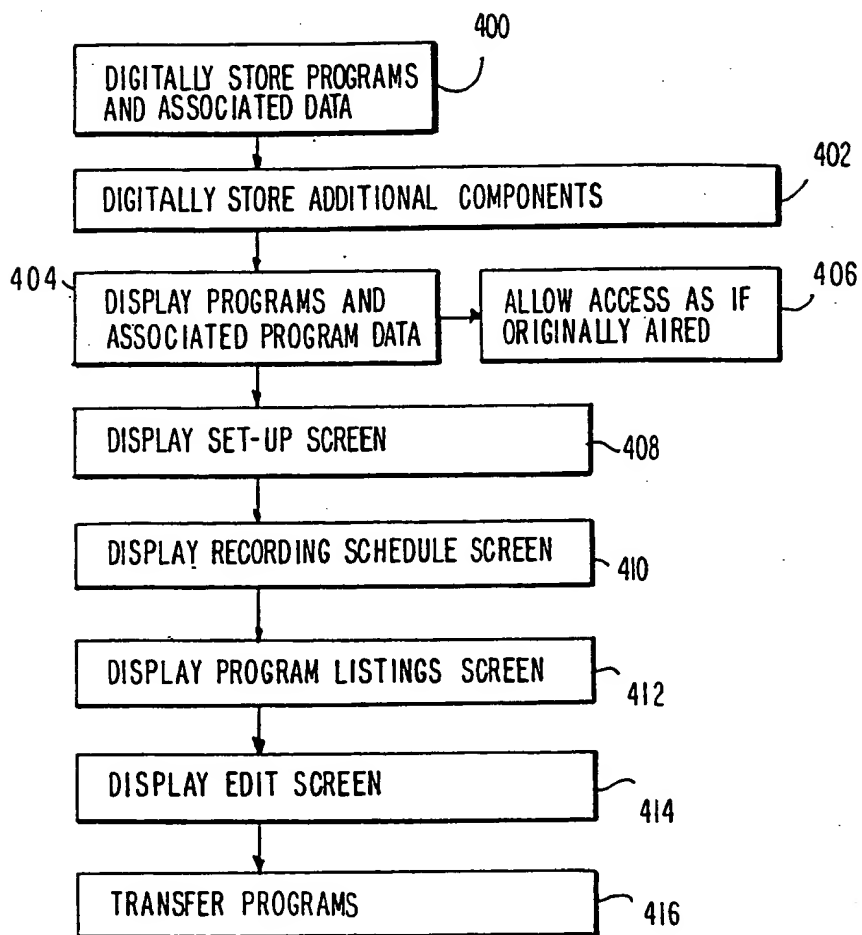 400
DIGITALLY STORE PROGRAMS
AND ASSOCIATED DATA
402
DIGITALLY STORE ADDITIONAL COMPONENTS
404
DISPLAY PROGRAMS AND
ASSOCIATED PROGRAM DATA
406
ALLOW ACCESS AS IF
ORIGINALLY AIRED
DISPLAY SET-UP SCREEN
408
DISPLAY RECORDING SCHEDULE SCREEN
410
DISPLAY PROGRAM LISTINGS SCREEN
412
DISPLAY EDIT SCREEN
414
TRANSFER PROGRAMS
416